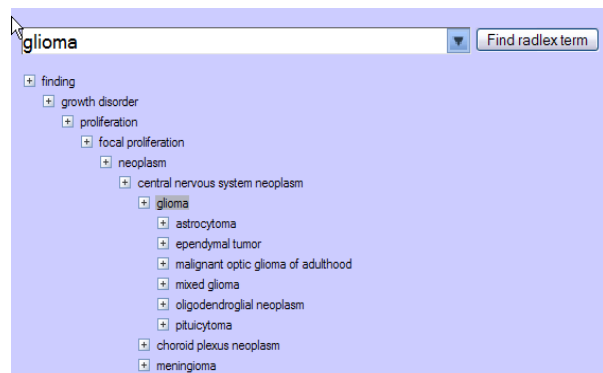 glioma
Find radlex term
finding
growth disorder
proliferation
focal proliferation
neoplasm
central nervous system neoplasm
glioma
astrocytoma
ependymal tumor
malignant optic glioma of adulthood
mixed glioma
oligodendroglial neoplasm
pituicytoma
choroid plexus neoplasm
meningioma